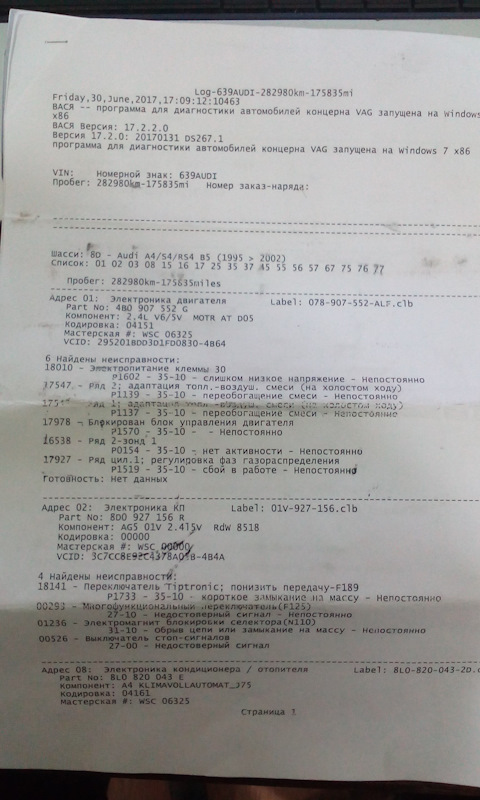 Log-639AUDI-282980km-175835mi
Friday,30,June,2017,17:09:12:10463
ВАСЯ -- программа для диагностики автомобилей концерна VAG запущена на Windows
x86
ВАСЯ Версия: 17.2.2.0
Версия 17.2.0: 20170131 DS267.1
программа для диагностики автомобилей концерна VAG запущена на Windows 7 x86
VIN: Номерной знак: 639AUDI
Пробег: 282980km-175835mi Номер заказ-наряда:
Шасси: 8D - Audi A4/S4/RS4 B5 (1995 > 2002)
Список: 01 02 03 08 15 16 17 25 35 37 45 55 56 57 67 75 76 77
Пробег: 282980km-175835miles
Адрес 01: Электроника двигателя Label: 078-907-552-ALF.clb
Part No: 4B0 907 552 G
Компонент: 2.4L V6/5V MOTR AT D05
Кодировка: 04151
Мастерская #: WSC 06325
VCID: 295201BDD3D1FD0830-4B64
6 Найдены неисправности:
18010 - Электропитание клеммы 30
P1602 - 35-10 - слишком низкое напряжение - Непостоянно
17547 - Ряд 2; адаптация топл.-воздуш. смеси (на холостом ходу)
P1139 - 35-10 - переобогащение смеси - Непостоянно
Ряд 1; адаптация топл.-воздуш. смеси (на холостом ходу)
P1137 - 35-10 - переобогащение смеси - Непостоянно
17978 - Блокирован блок управления двигателя
P1570 - 35-10 - - Непостоянно
16538 - Ряд 2-зонд 1
P0154 - 35-10 - нет активности - Непостоянно
17927 - Ряд цил.1; регулировка фаз газораспределения
P1519 - 35-10 - сбой в работе - Непостоянно
Готовность: Нет данных
Адрес 02: Электроника КП Label: 01V-927-156.clb
Part No: 8D0 927 156 R
Компонент: AG5 01V 2.4l5V RdW 8518
Кодировка: 00000
Мастерская #: WSC 00000
VCID: 4B4A
4 Найдены неисправности:
18141 - Переключатель Tiptronic; понизить передачу-F189
P1733 - 35-10 - короткое замыкание на массу - Непостоянно
00293 - Многофункциональный переключатель(F125)
27-10 - Недостоверный сигнал - Непостоянно
01236 - Электромагнит блокировки селектора(N110)
31-10 - Обрыв цепи или замыкание на массу - Непостоянно
00526 - Выключатель стоп-сигналов
27-00 - Недостоверный сигнал
Адрес 08: Электроника кондиционера / отопителя Label: 8L0-820-043-2D.c
Part No: 8L0 820 043 E
Компонент: A4 KLIMAVOLLAUTOMAT_J75
Кодировка: 04161
Мастерская #: WSC 06325
Страница 1